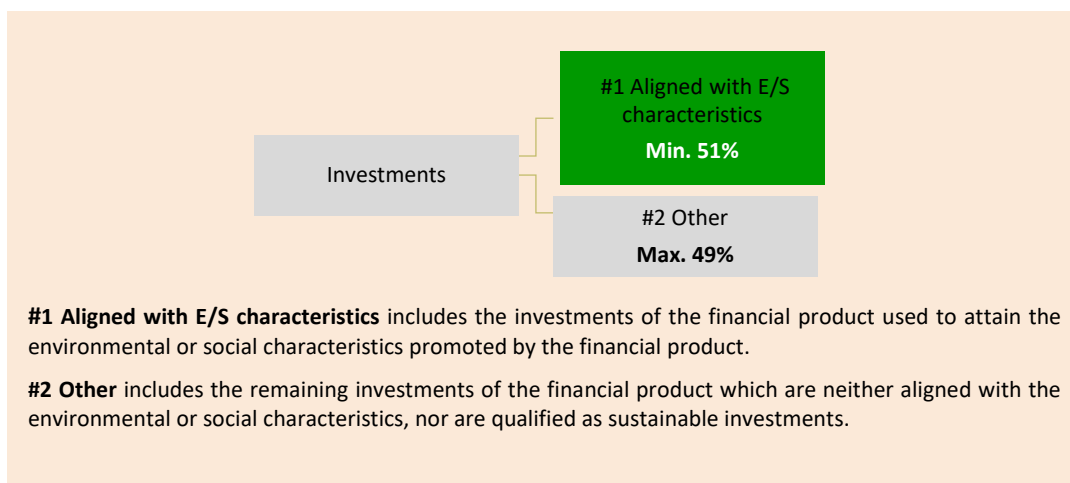 #1 Aligned with E/S
characteristics
Min. 51%
Investments
#2 Other
Max. 49%
#1 Aligned with E/S characteristics includes the investments of the financial product used to attain the
environmental or social characteristics promoted by the financial product.
#2 Other includes the remaining investments of the financial product which are neither aligned with the
environmental or social characteristics, nor are qualified as sustainable investments.